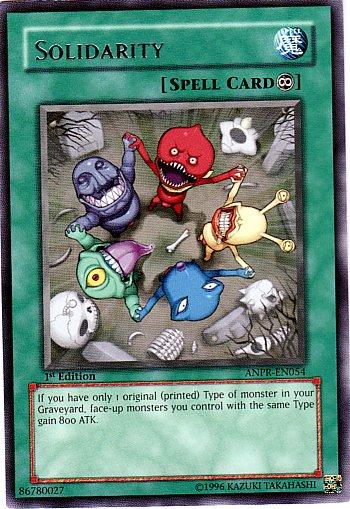 SOLIDARITY
魔
[SPELL CARD∞]
1st Edition
ANPR-EN054
If you have only 1 original (printed) Type of monster in your
Graveyard, face-up monsters you control with the same Type
gain 800 ATK.
86780027
©1996 KAZUKI TAKAHASHI